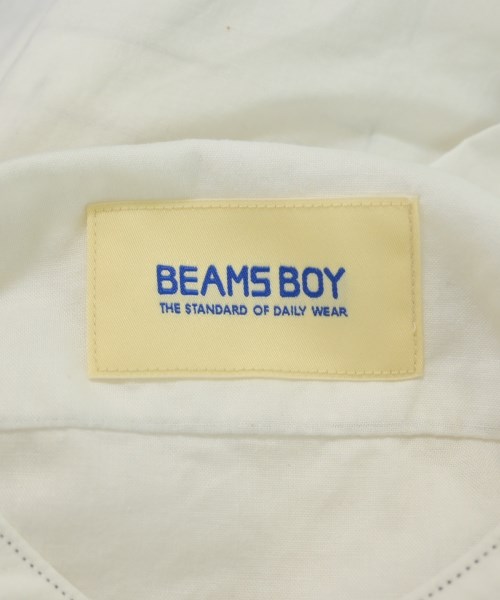 BEAMS BOY
THE STANDARD OF DAILY WEAR